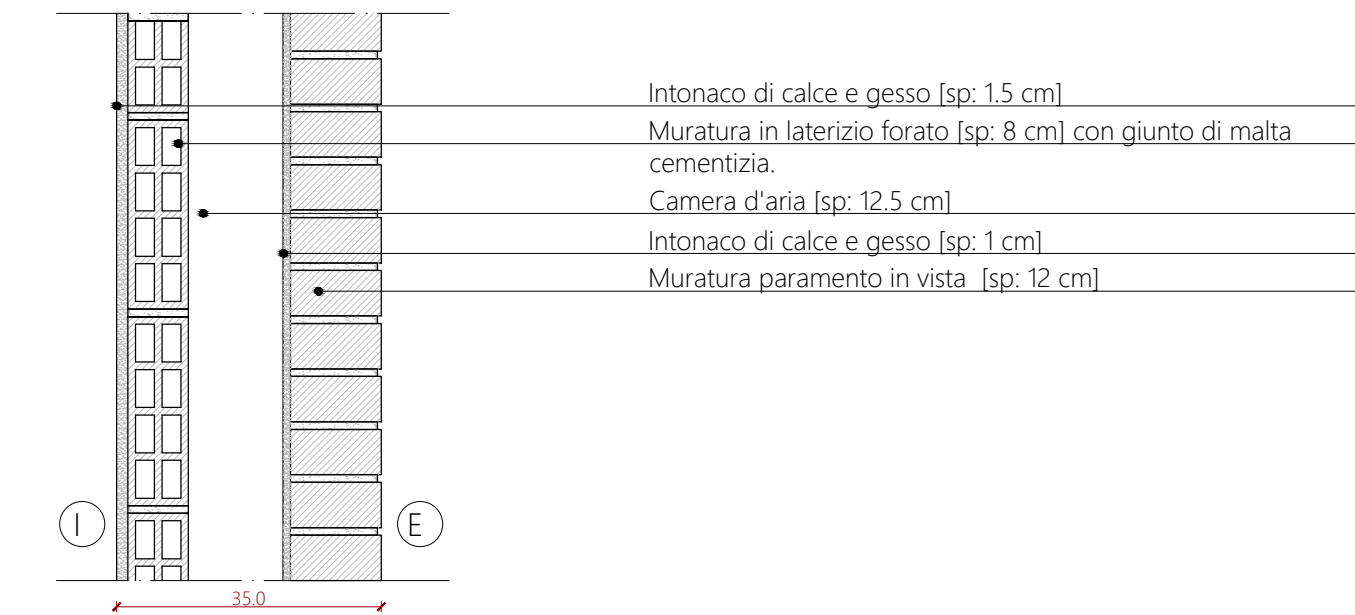 Intonaco di calce e gesso [sp: 1.5 cm]
Muratura in laterizio forato [sp: 8 cm] con giunto di malta
cementizia.
Camera d'aria [sp: 12.5 cm]
Intonaco di calce e gesso [sp: 1 cm]
Muratura paramento in vista [sp: 12 cm]
I
E
35.0